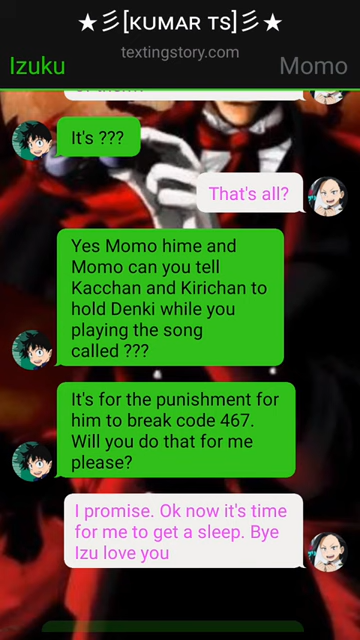 ★彡[ᴋᴜᴍᴀʀ ᴛs]彡★
textingstory.com
Izuku
Momo
It's ???
That's all?
Yes Momo hime and
Momo can you tell
Kacchan and Kirichan to
hold Denki while you
playing the song
called ???
It's for the punishment for
him to break code 467.
Will you do that for me
please?
I promise. Ok now it's time
for me to get a sleep. Bye
Izu love you